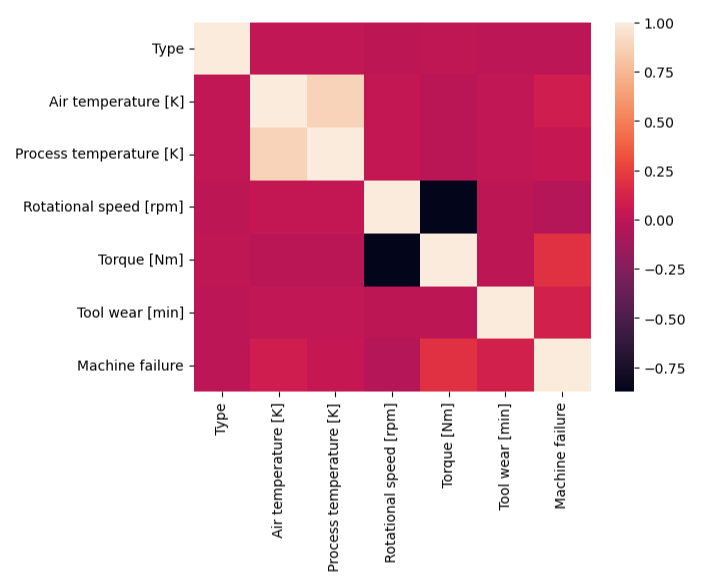 Type
Air temperature [K]
Process temperature [K]
Rotational speed [rpm]
Torque [Nm]
Tool wear [min]
Machine failure
Type
Air temperature [K]
Process temperature [K]
Rotational speed [rpm]
Torque [Nm]
Tool wear [min]
Machine failure
1.00
0.75
0.50
0.25
0.00
−0.25
−0.50
−0.75